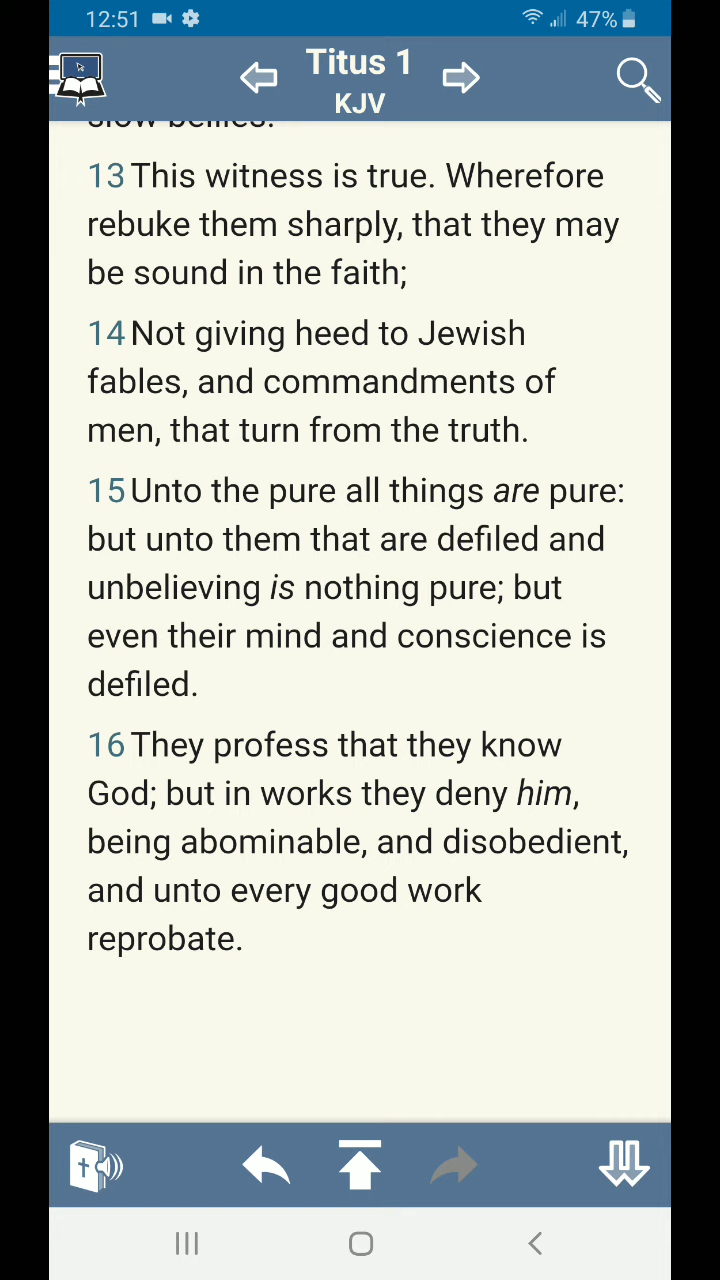 12:51 47%
Titus 1
KJV
slow bellies.
13 This witness is true. Wherefore
rebuke them sharply, that they may
be sound in the faith;
14 Not giving heed to Jewish
fables, and commandments of
men, that turn from the truth.
15 Unto the pure all things are pure:
but unto them that are defiled and
unbelieving is nothing pure; but
even their mind and conscience is
defiled.
16 They profess that they know
God; but in works they deny him,
being abominable, and disobedient,
and unto every good work
reprobate.